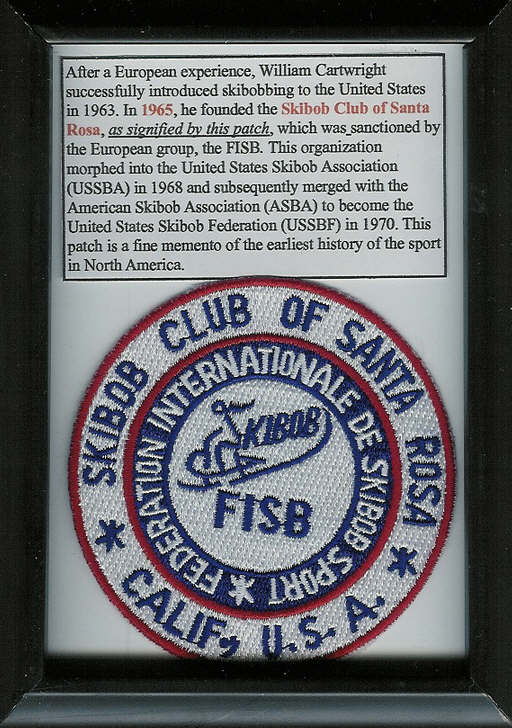 After a European experience, William Cartwright
successfully introduced skibobbing to the United States
in 1963. In 1965, he founded the Skibob Club of Santa
Rosa, as signified by this patch, which was sanctioned by
the European group, the FISB. This organization
morphed into the United States Skibob Association
(USSBA) in 1968 and subsequently merged with the
American Skibob Association (ASBA) to become the
United States Skibob Federation (USSBF) in 1970. This
patch is a fine memento of the earliest history of the sport
in North America.
SKIBOB CLUB OF SANTA ROSA
CALIF, U.S.A.
FEDERATION INTERNATIONALE DE SKIBOB SPORT
SKIBOB
FISB